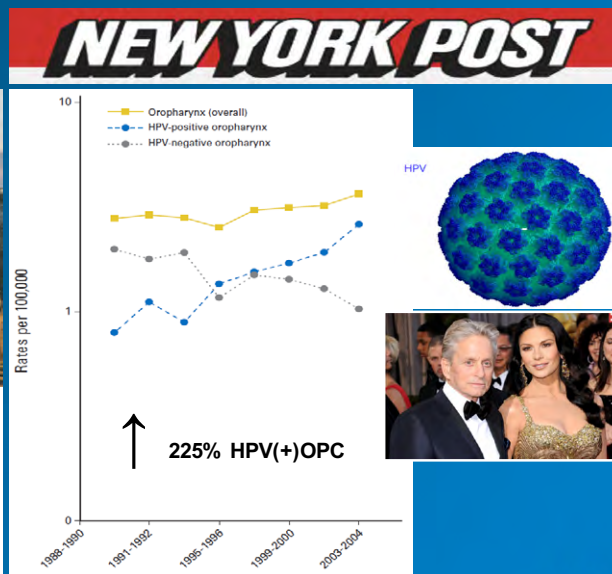 NEW YORK POST
10
Oropharynx (overall)
HPV-positive oropharynx
HPV-negative oropharynx
HPV
Rates per 100,000
1
225% HPV(+)OPC
0
1988-1990
1991-1992
1995-1996
1999-2000
2003-2004